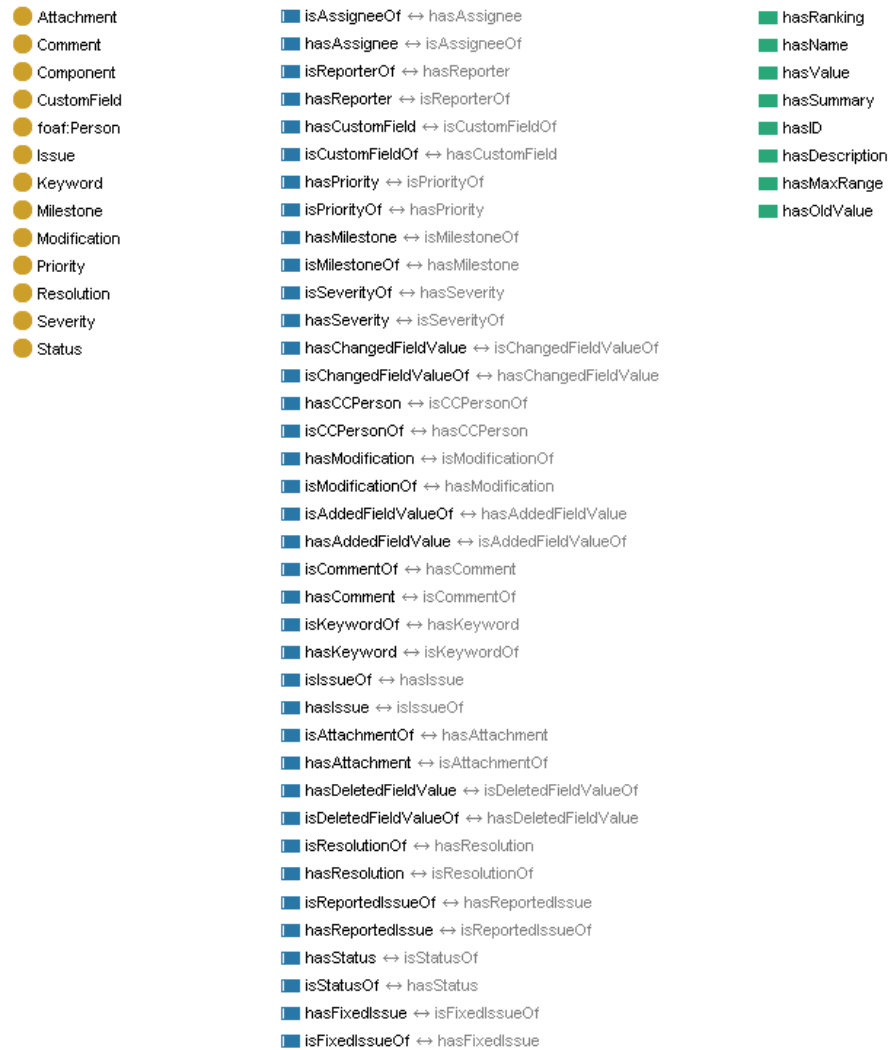 Attachment
Comment
Component
CustomField
foaf:Person
Issue
Keyword
Milestone
Modification
Priority
Resolution
Severity
Status
isAssigneeOf ↔ hasAssignee
hasAssignee ↔ isAssigneeOf
isReporterOf ↔ hasReporter
hasReporter ↔ isReporterOf
hasCustomField ↔ isCustomFieldOf
isCustomFieldOf ↔ hasCustomField
hasPriority ↔ isPriorityOf
isPriorityOf ↔ hasPriority
hasMilestone ↔ isMilestoneOf
isMilestoneOf ↔ hasMilestone
isSeverityOf ↔ hasSeverity
hasSeverity ↔ isSeverityOf
hasChangedFieldValue ↔ isChangedFieldValueOf
isChangedFieldValueOf ↔ hasChangedFieldValue
hasCCPerson ↔ isCCPersonOf
isCCPersonOf ↔ hasCCPerson
hasModification ↔ isModificationOf
isModificationOf ↔ hasModification
isAddedFieldValueOf ↔ hasAddedFieldValue
hasAddedFieldValue ↔ isAddedFieldValueOf
isCommentOf ↔ hasComment
hasComment ↔ isCommentOf
isKeywordOf ↔ hasKeyword
hasKeyword ↔ isKeywordOf
isIssueOf ↔ hasIssue
hasIssue ↔ isIssueOf
isAttachmentOf ↔ hasAttachment
hasAttachment ↔ isAttachmentOf
hasDeletedFieldValue ↔ isDeletedFieldValueOf
isDeletedFieldValueOf ↔ hasDeletedFieldValue
isResolutionOf ↔ hasResolution
hasResolution ↔ isResolutionOf
isReportedIssueOf ↔ hasReportedIssue
hasReportedIssue ↔ isReportedIssueOf
hasStatus ↔ isStatusOf
isStatusOf ↔ hasStatus
hasFixedIssue ↔ isFixedIssueOf
isFixedIssueOf ↔ hasFixedIssue
hasRanking
hasName
hasValue
hasSummary
hasID
hasDescription
hasMaxRange
hasOldValue